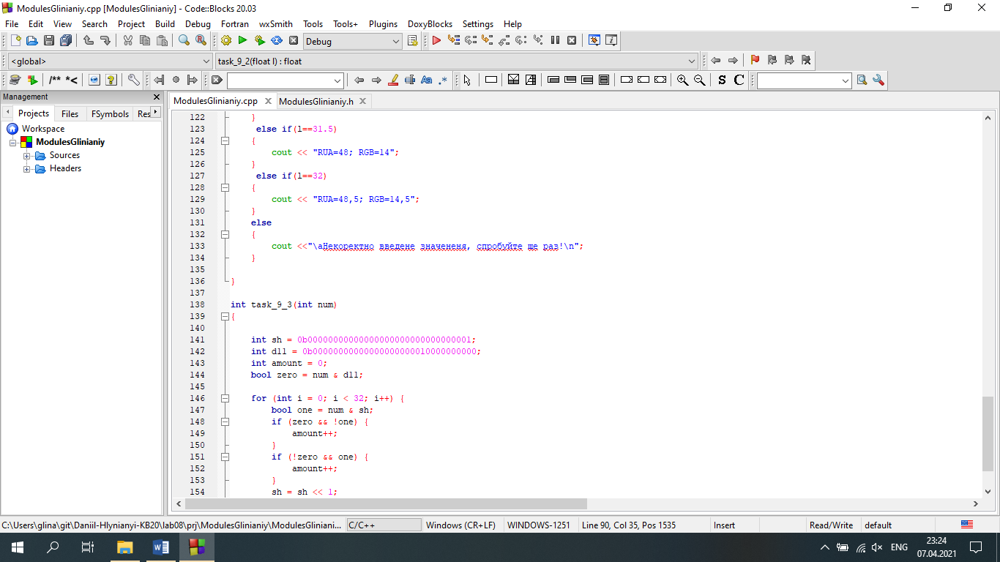 ModulesGlinianiy.cpp [ModulesGlinianiy] - Code::Blocks 20.03
File Edit View Search Project Build Debug Fortran wxSmith Tools Tools+ Plugins DoxyBlocks Settings Help
Debug
<global> task_9_2(float l) : float
/** *< .* S C
Management
ModulesGlinianiy.cpp ModulesGlinianiy.h
Projects Files FSymbols Res
Workspace
ModulesGlinianiy
Sources
Headers
122 }
123 else if(l==31.5)
124 {
125 cout << "RUA=48; RGB=14";
126 }
127 else if(l==32)
128 {
129 cout << "RUA=48,5; RGB=14,5";
130 }
131 else
132 {
133 cout <<"\aНекоректно введене значененя, спробуйте ще раз!\n";
134 }
135
136 }
137
138 int task_9_3(int num)
139 {
140
141 int sh = 0b00000000000000000000000000000001;
142 int dll = 0b00000000000000000000010000000000;
143 int amount = 0;
144 bool zero = num & dll;
145
146 for (int i = 0; i < 32; i++) {
147 bool one = num & sh;
148 if (zero && !one) {
149 amount++;
150 }
151 if (!zero && one) {
152 amount++;
153 }
154 sh = sh << 1;
C:\Users\glina\git\Daniil-Hlynianyi-KB20\lab08\prj\ModulesGlinianiy\ModulesGliniani... C/C++ Windows (CR+LF) WINDOWS-1251 Line 90, Col 35, Pos 1535 Insert Read/Write default
ENG 23:24
07.04.2021